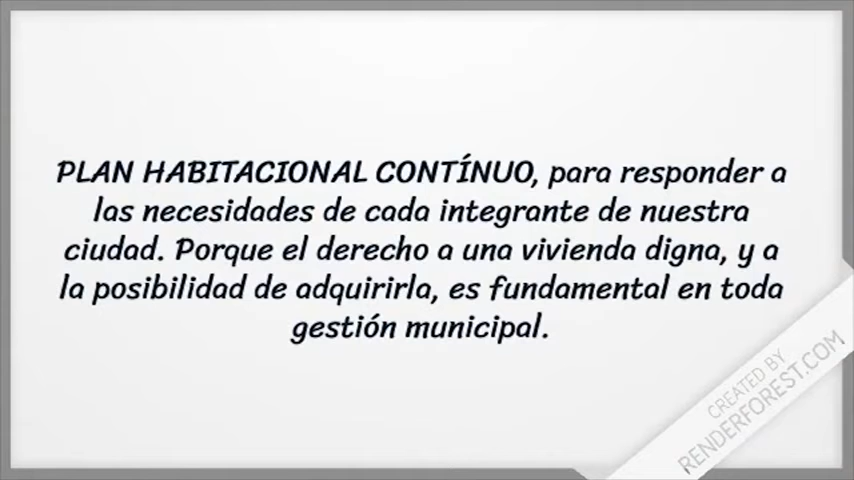 PLAN HABITACIONAL CONTÍNUO, para responder a
las necesidades de cada integrante de nuestra
ciudad. Porque el derecho a una vivienda digna, y a
la posibilidad de adquirirla, es fundamental en toda
gestión municipal.
CREATED BY
RENDERFOREST.COM